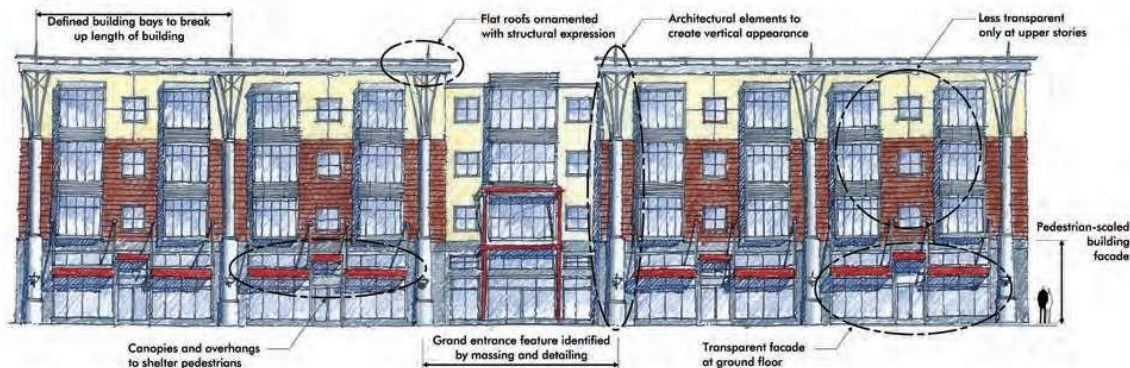 Defined building bays to break
up length of building
Flat roofs ornamented
with structural expression
Architectural elements to
create vertical appearance
Less transparent
only at upper stories
Pedestrian-scaled
building
facade
Canopies and overhangs
to shelter pedestrians
Grand entrance feature identified
by massing and detailing
Transparent facade
at ground floor